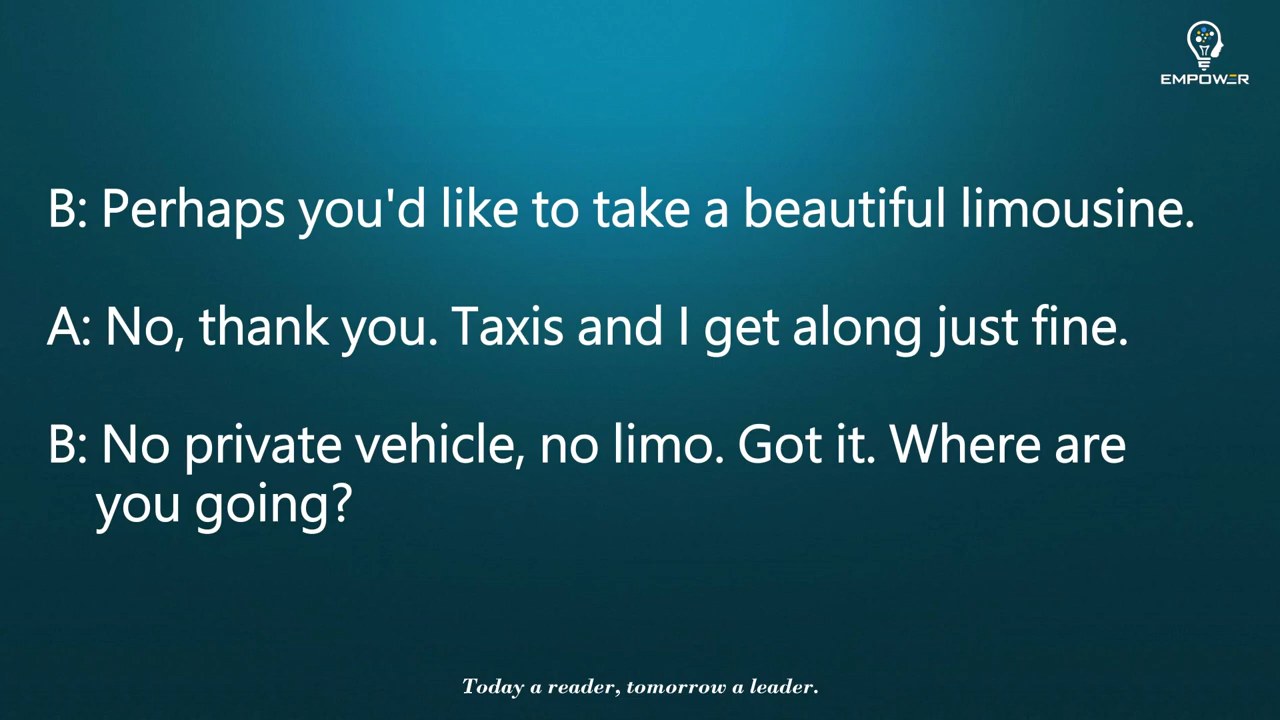 EMPOWER
B: Perhaps you'd like to take a beautiful limousine.
A: No, thank you. Taxis and I get along just fine.
B: No private vehicle, no limo. Got it. Where are
you going?
Today a reader, tomorrow a leader.